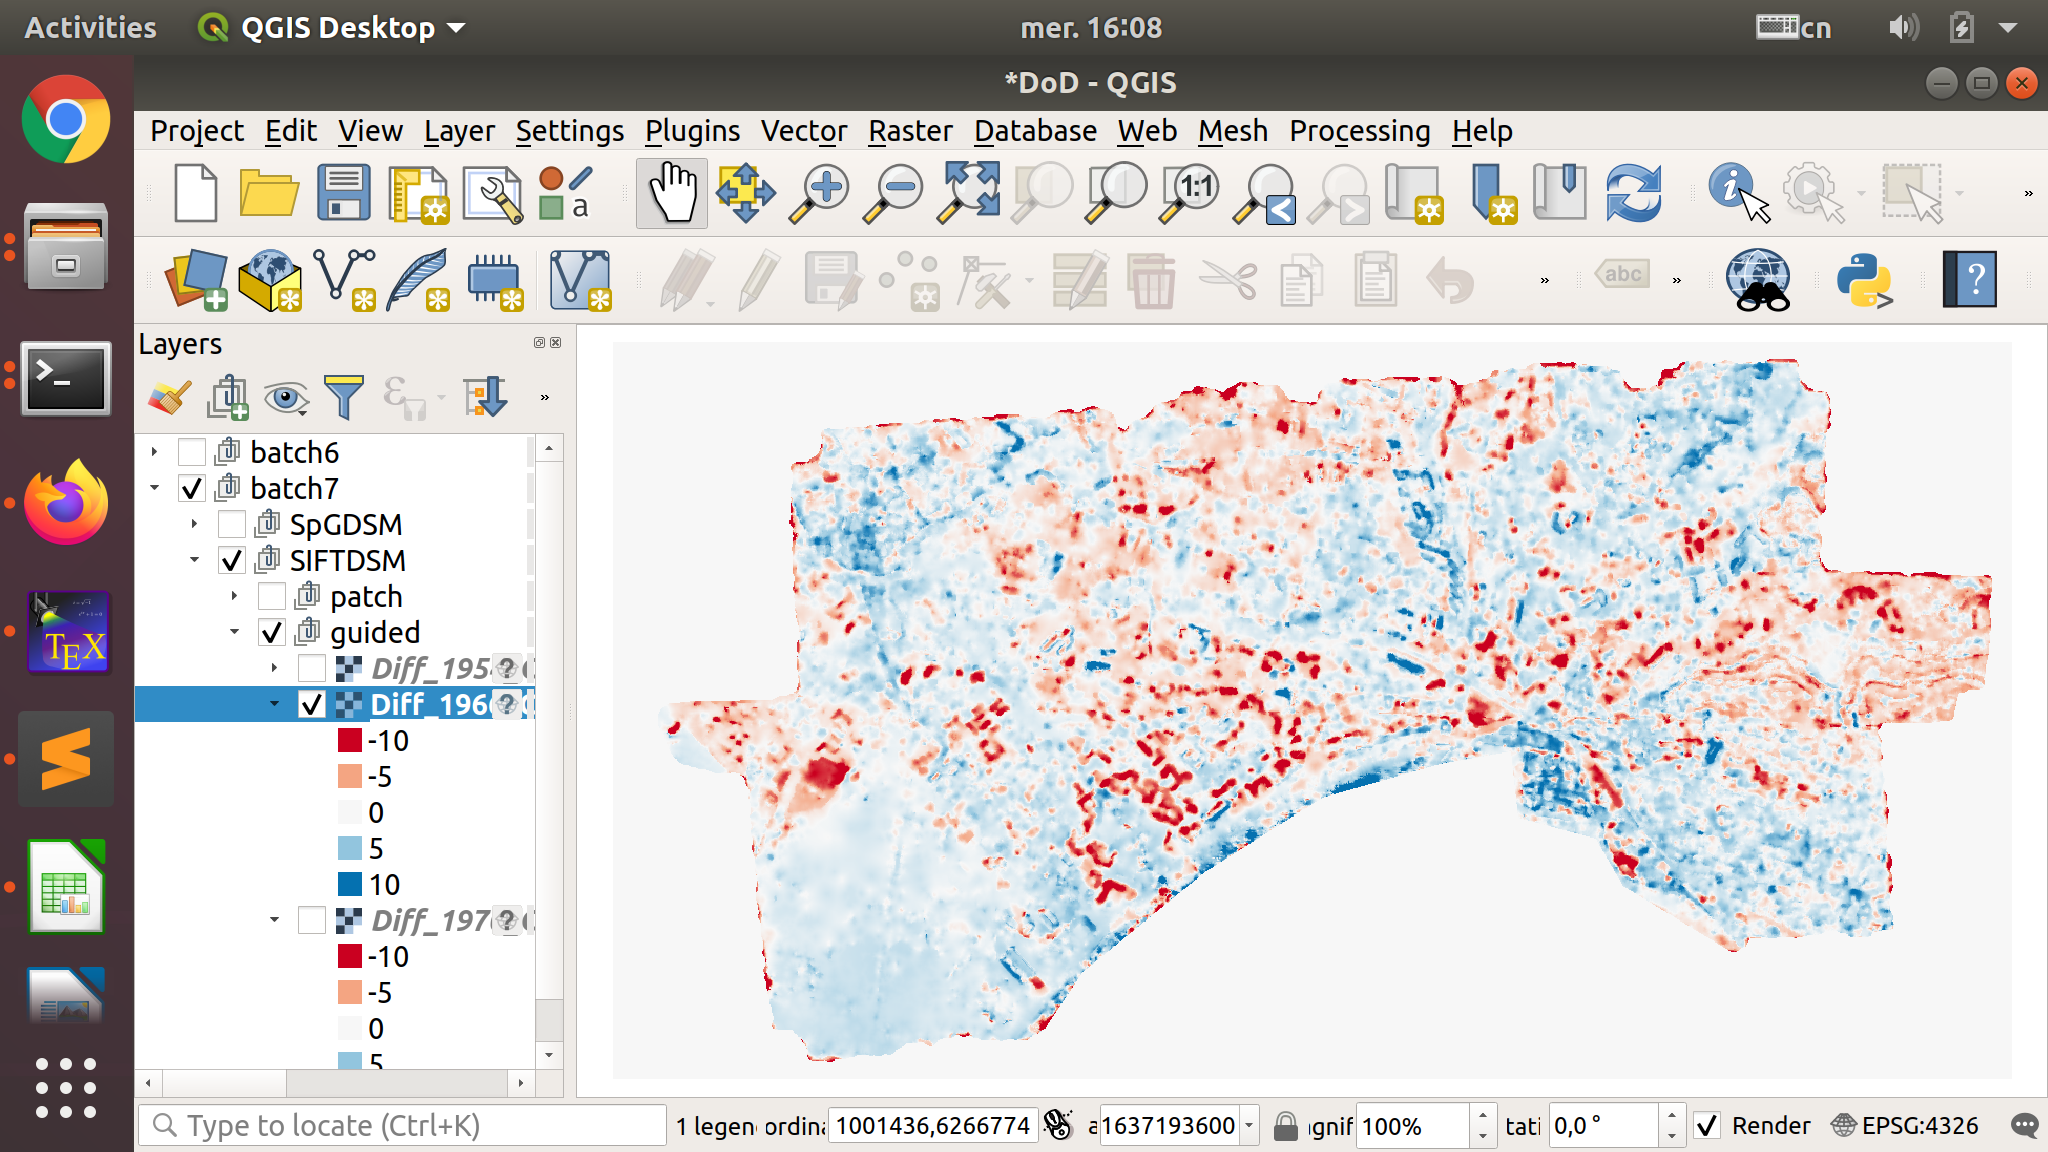 Activities QGIS Desktop mer. 16:08 cn
*DoD - QGIS
Project Edit View Layer Settings Plugins Vector Raster Database Web Mesh Processing Help
1:1
a
abc
Layers
batch6
batch7
SpGDSM
SIFTDSM
patch
guided
Diff_195
Diff_196
-10
-5
0
5
10
Diff_197
-10
-5
0
5
TEX
Type to locate (Ctrl+K) 1 legen ordina 1001436,6266774 a 1637193600 agnif 100% tati 0,0 ° Render EPSG:4326